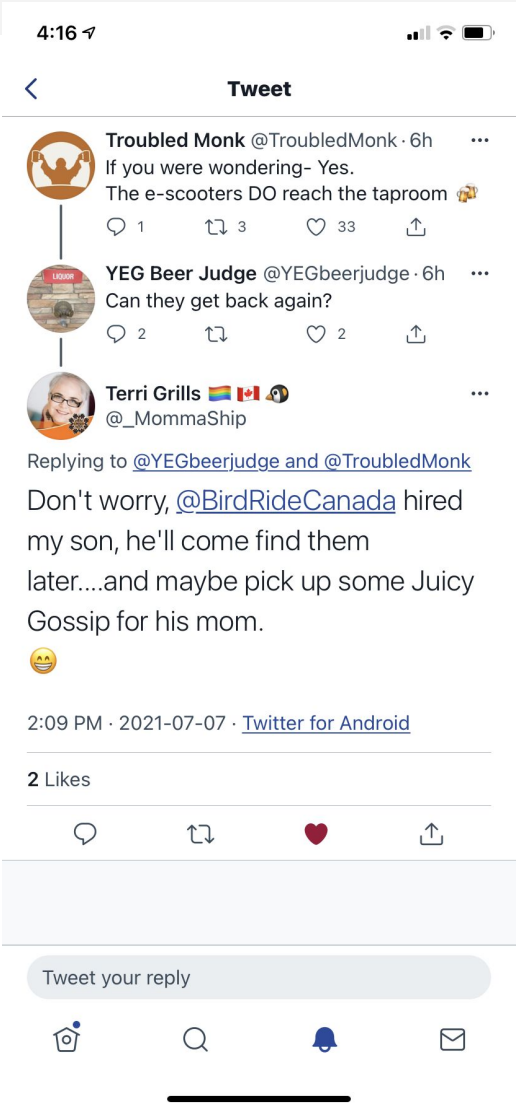 4:16
Tweet
Troubled Monk @TroubledMonk · 6h
If you were wondering- Yes.
The e-scooters DO reach the taproom 🍻
1 3 33
LIQUOR
YEG Beer Judge @YEGbeerjudge · 6h
Can they get back again?
2 2
Terri Grills 🏳️‍🌈 🇨🇦 🐧
@_MommaShip
Replying to @YEGbeerjudge and @TroubledMonk
Don't worry, @BirdRideCanada hired
my son, he'll come find them
later....and maybe pick up some Juicy
Gossip for his mom.
😁
2:09 PM · 2021-07-07 · Twitter for Android
2 Likes
Tweet your reply